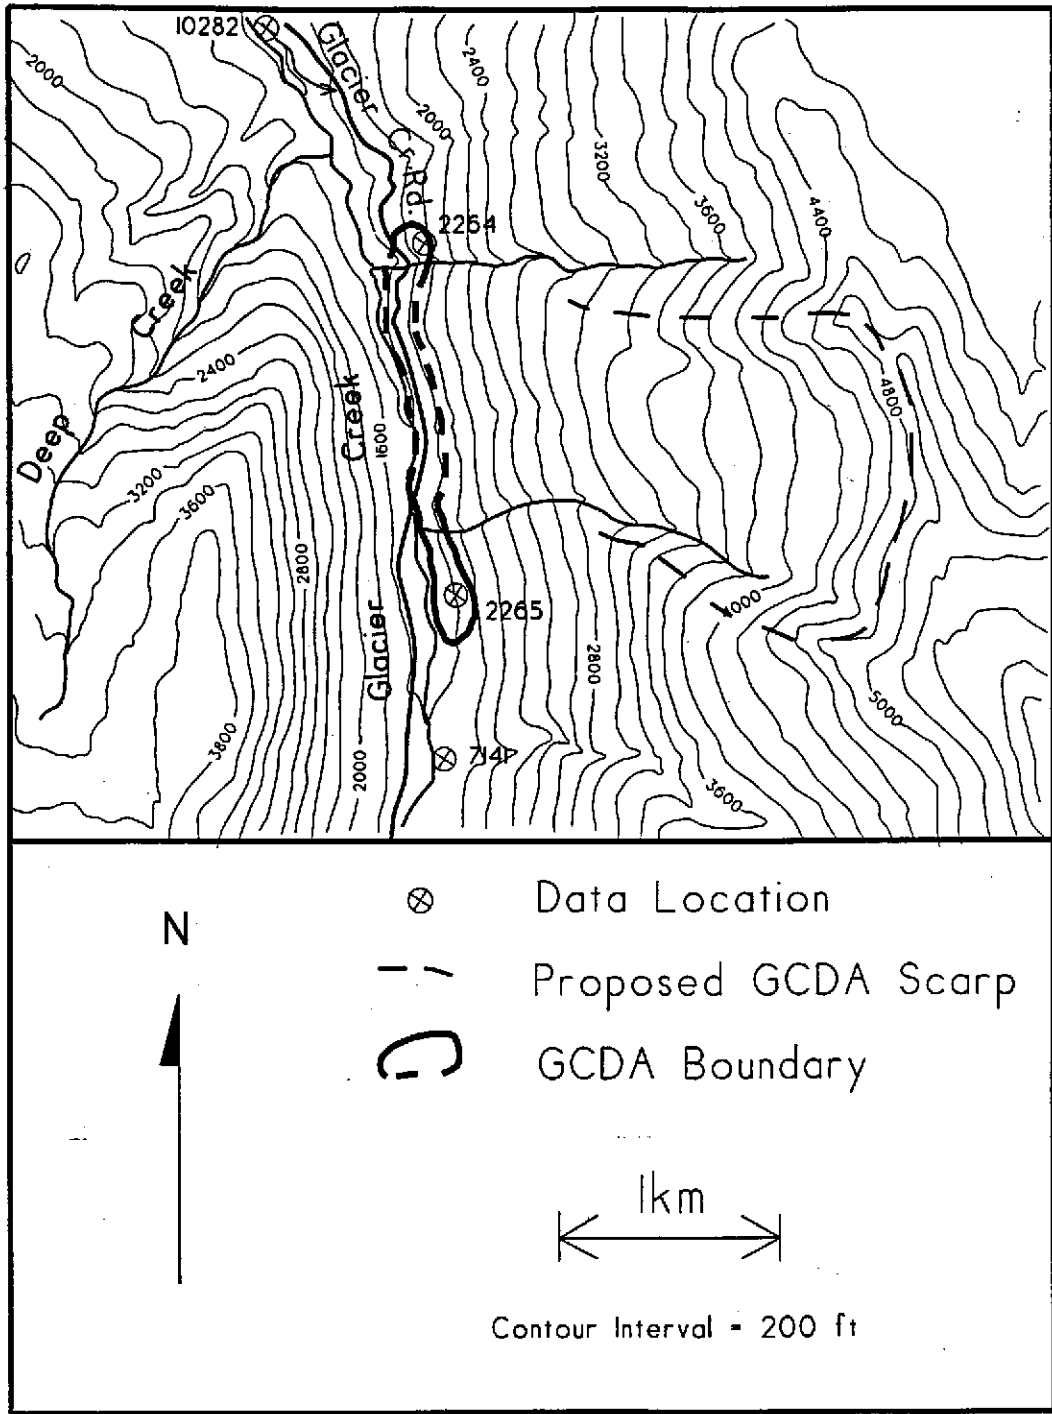 10282
Glacier Cr. Rd.
2000
2400
2000
3200
3600
4400
2254
Creek
2400
Creek
1600
4800
Deep
3200
3600
2800
4000
Glacier
2265
2800
5000
3800
2000
714P
3600
Data Location
N
Proposed GCDA Scarp
GCDA Boundary
1km
Contour Interval = 200 ft